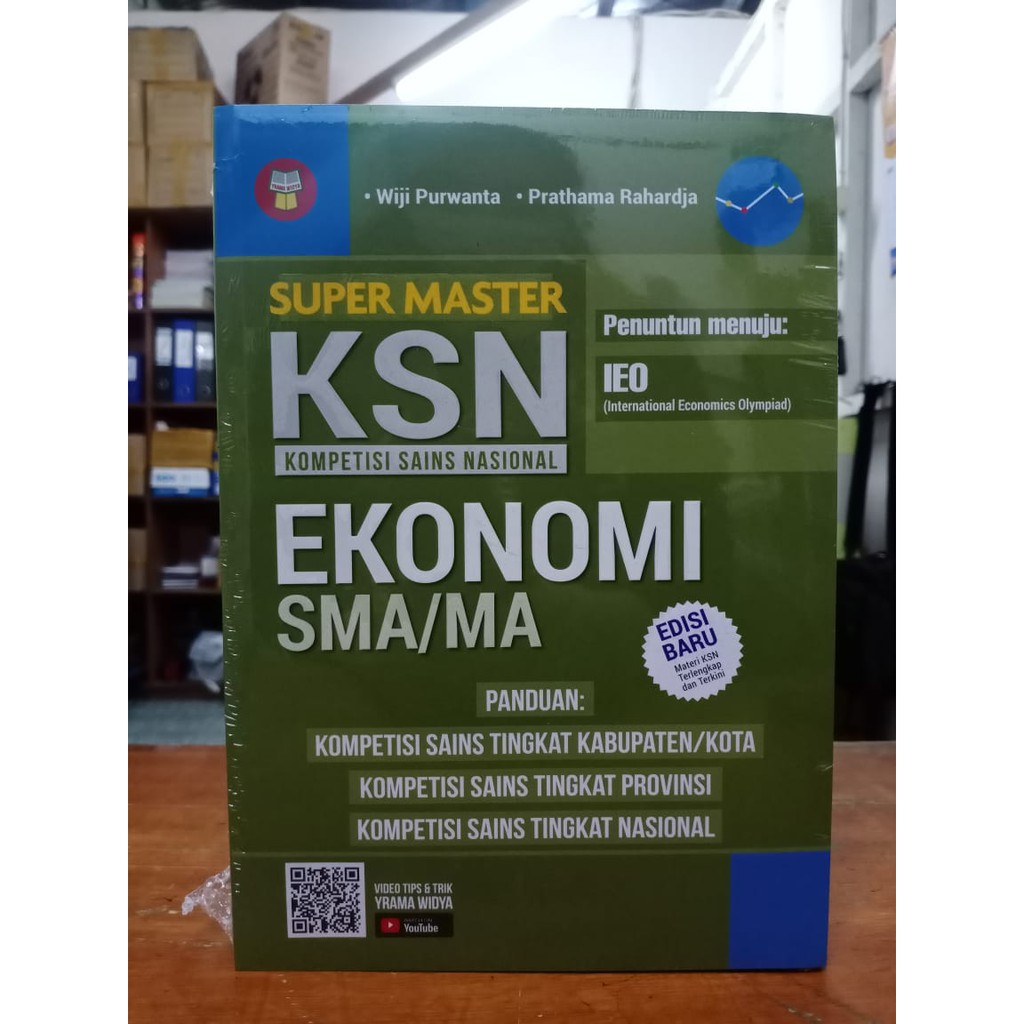 YRAMA WIDYA
• Wiji Purwanta • Prathama Rahardja
SUPER MASTER
KSN
KOMPETISI SAINS NASIONAL
Penuntun menuju:
IEO
(International Economics Olympiad)
EKONOMI
SMA/MA
EDISI
BARU
Materi KSN
Terlengkap
dan Terkini
PANDUAN:
KOMPETISI SAINS TINGKAT KABUPATEN/KOTA
KOMPETISI SAINS TINGKAT PROVINSI
KOMPETISI SAINS TINGKAT NASIONAL
VIDEO TIPS & TRIK
YRAMA WIDYA
YouTube